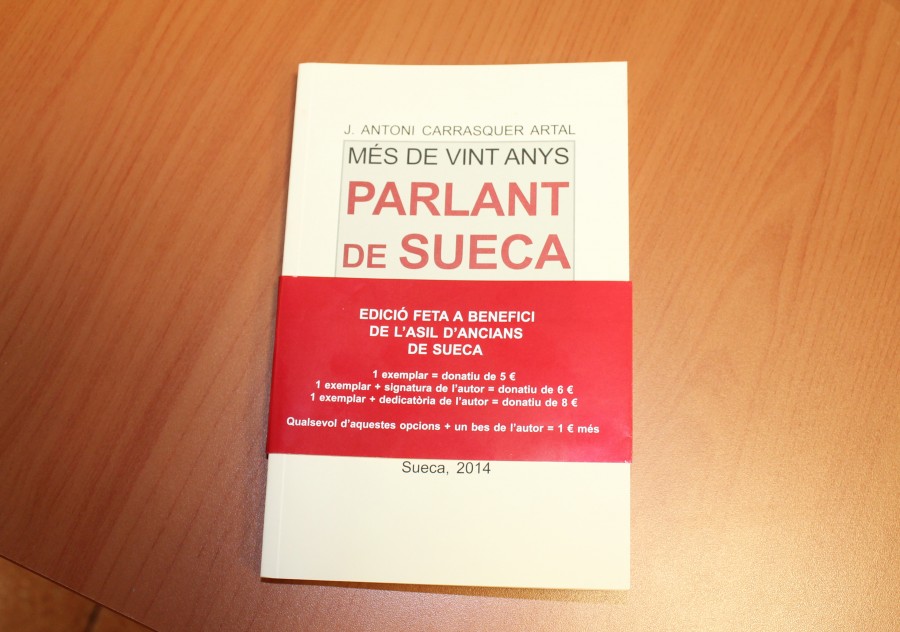 J. ANTONI CARRASQUER ARTAL
MÉS DE VINT ANYS
PARLANT
DE SUECA
EDICIÓ FETA A BENEFICI
DE L'ASIL D'ANCIANS
DE SUECA
1 exemplar = donatiu de 5 €
1 exemplar + signatura de l'autor = donatiu de 6 €
1 exemplar + dedicatòria de l'autor = donatiu de 8 €
Qualsevol d'aquestes opcions + un bes de l'autor = 1 € més
Sueca, 2014